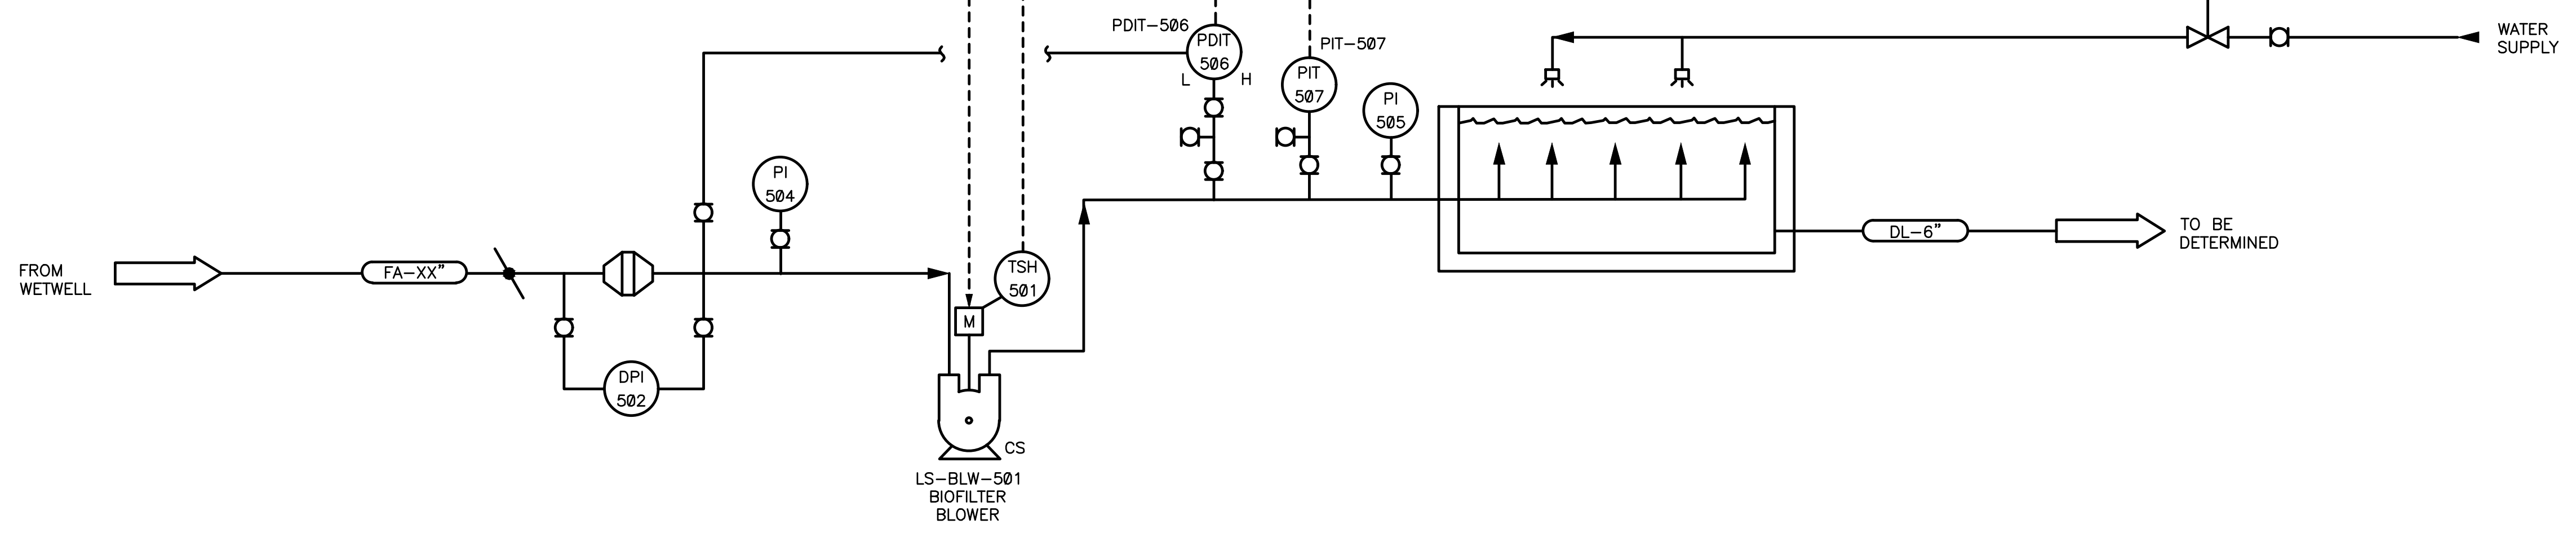 PDIT-506
PDIT
506
L
H
PIT-507
PIT
507
PI
505
WATER
SUPPLY
PI
504
FROM
WETWELL
FA-XX"
TSH
501
M
DL-6"
TO BE
DETERMINED
DPI
502
CS
LS-BLW-501
BIOFILTER
BLOWER